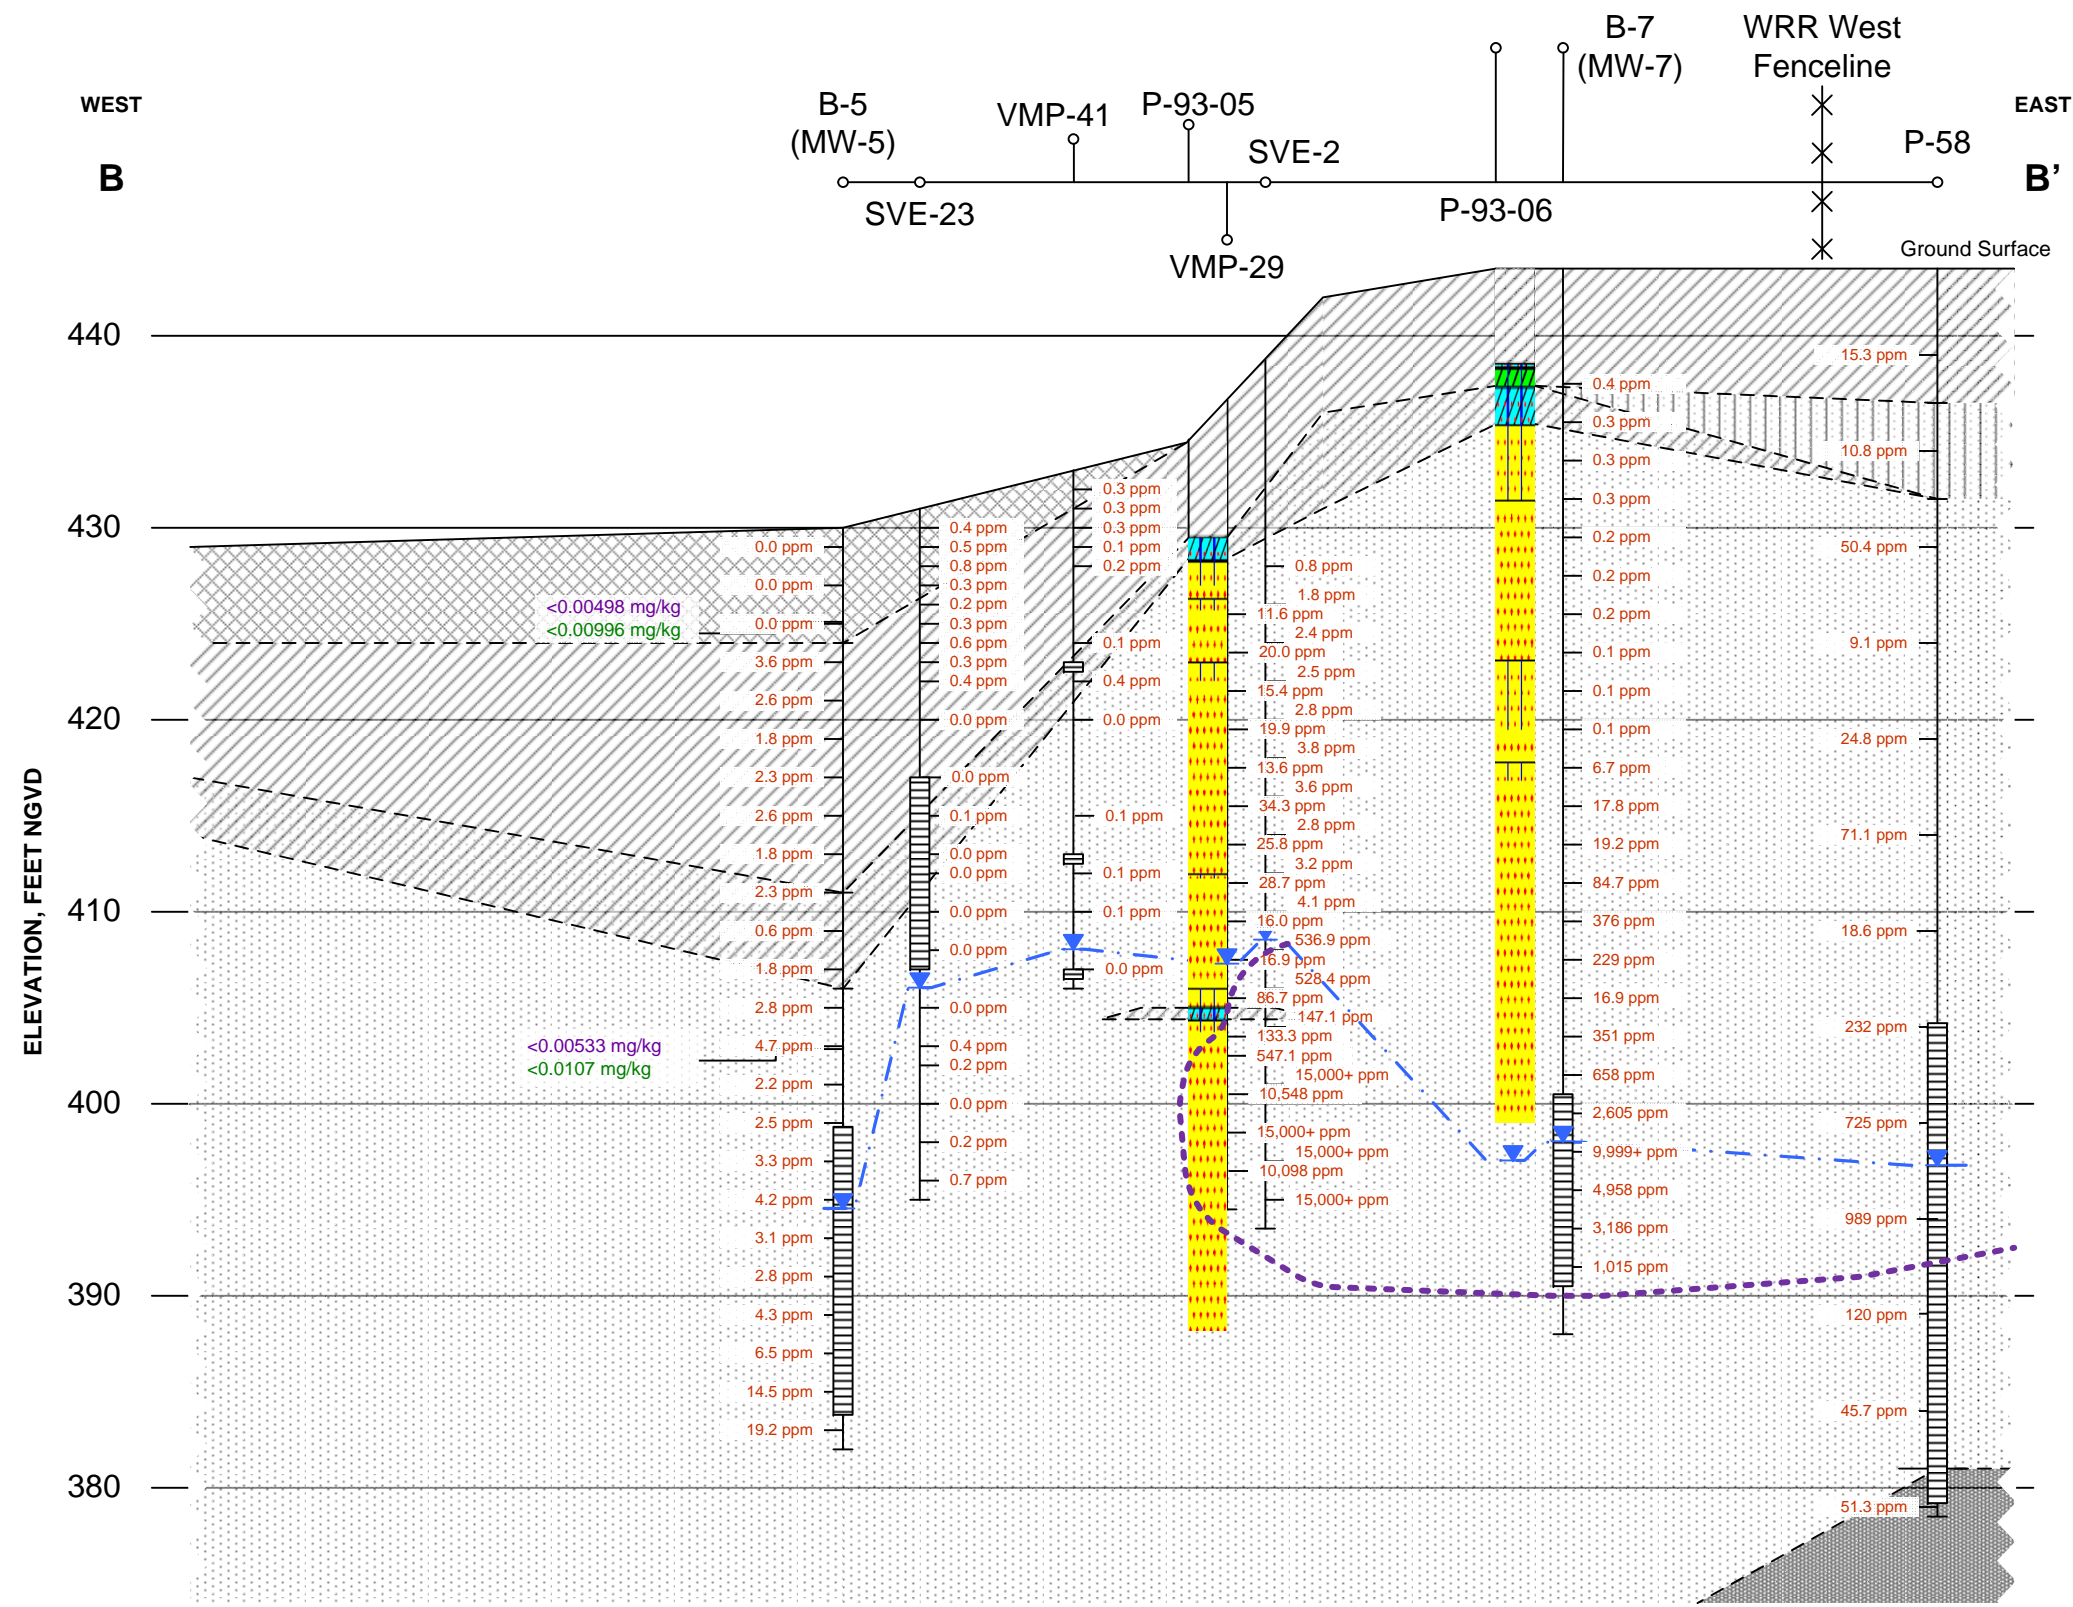 B-7
(MW-7)
WRR West
Fenceline
WEST
EAST
B-5
(MW-5)
VMP-41
P-93-05
SVE-2
P-58
B
B’
SVE-23
P-93-06
VMP-29
Ground Surface
ELEVATION, FEET NGVD
440
430
420
410
400
390
380
0.0 ppm
0.0 ppm
<0.00498 mg/kg
<0.00996 mg/kg
0.0 ppm
3.6 ppm
2.6 ppm
1.8 ppm
2.3 ppm
2.6 ppm
1.8 ppm
2.3 ppm
0.6 ppm
1.8 ppm
2.8 ppm
<0.00533 mg/kg
<0.0107 mg/kg
4.7 ppm
2.2 ppm
2.5 ppm
3.3 ppm
4.2 ppm
3.1 ppm
2.8 ppm
4.3 ppm
6.5 ppm
14.5 ppm
19.2 ppm
0.4 ppm
0.5 ppm
0.8 ppm
0.3 ppm
0.2 ppm
0.3 ppm
0.6 ppm
0.3 ppm
0.4 ppm
0.0 ppm
0.0 ppm
0.1 ppm
0.0 ppm
0.0 ppm
0.0 ppm
0.0 ppm
0.0 ppm
0.4 ppm
0.2 ppm
0.0 ppm
0.2 ppm
0.7 ppm
0.3 ppm
0.3 ppm
0.3 ppm
0.1 ppm
0.2 ppm
0.1 ppm
0.4 ppm
0.0 ppm
0.1 ppm
0.1 ppm
0.1 ppm
0.0 ppm
0.8 ppm
1.8 ppm
11.6 ppm
2.4 ppm
20.0 ppm
2.5 ppm
15.4 ppm
2.8 ppm
19.9 ppm
3.8 ppm
13.6 ppm
3.6 ppm
34.3 ppm
2.8 ppm
25.8 ppm
3.2 ppm
28.7 ppm
4.1 ppm
16.0 ppm
536.9 ppm
16.9 ppm
528.4 ppm
86.7 ppm
147.1 ppm
133.3 ppm
547.1 ppm
15,000+ ppm
10,548 ppm
15,000+ ppm
15,000+ ppm
10,098 ppm
15,000+ ppm
0.4 ppm
0.3 ppm
0.3 ppm
0.3 ppm
0.2 ppm
0.2 ppm
0.2 ppm
0.1 ppm
0.1 ppm
0.1 ppm
6.7 ppm
17.8 ppm
19.2 ppm
84.7 ppm
376 ppm
229 ppm
16.9 ppm
351 ppm
658 ppm
2,605 ppm
9,999+ ppm
4,958 ppm
3,186 ppm
1,015 ppm
15.3 ppm
10.8 ppm
50.4 ppm
9.1 ppm
24.8 ppm
71.1 ppm
18.6 ppm
232 ppm
725 ppm
989 ppm
120 ppm
45.7 ppm
51.3 ppm